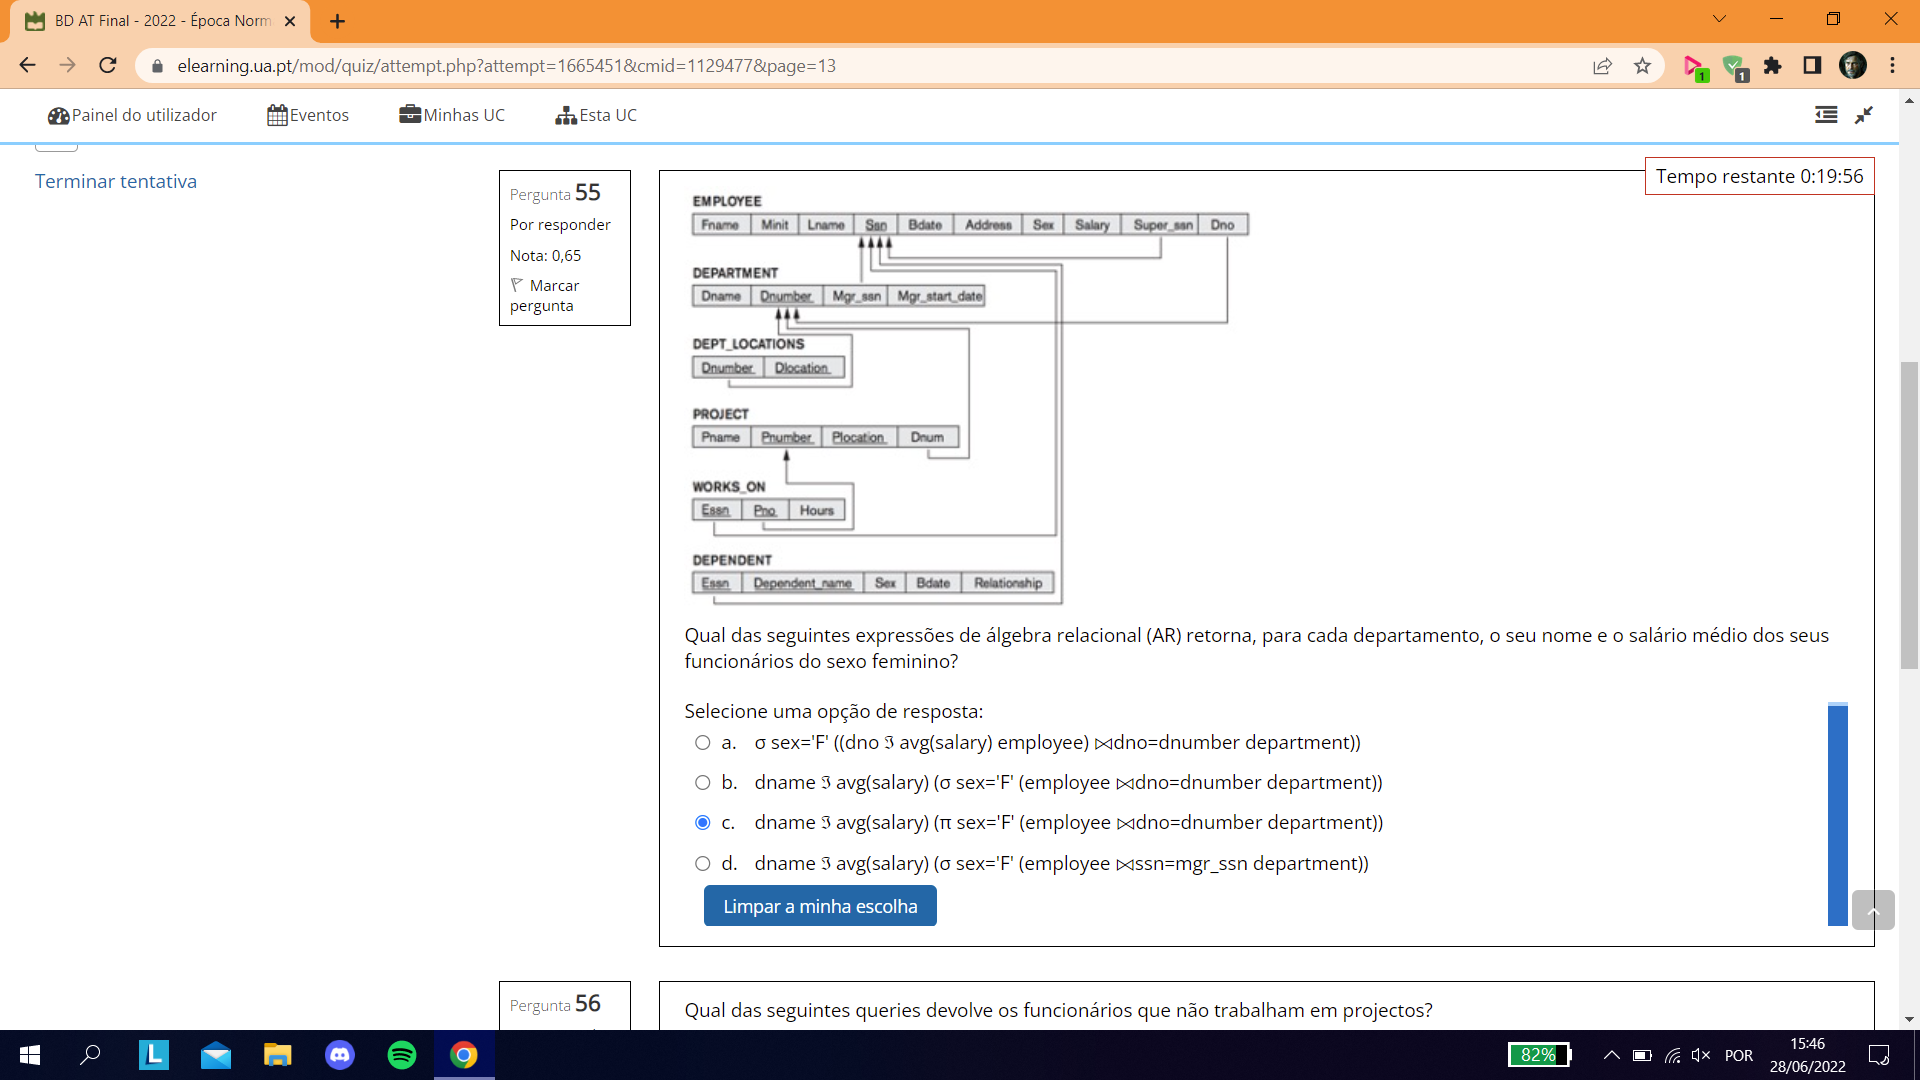 BD AT Final - 2022 - Época Norm
elearning.ua.pt/mod/quiz/attempt.php?attempt=1665451&cmid=1129477&page=13
1
1
Painel do utilizador
Eventos
Minhas UC
Esta UC
Terminar tentativa
Tempo restante 0:19:56
Pergunta 55
Por responder
Nota: 0,65
Marcar
pergunta
EMPLOYEE
Fname Minit Lname Ssn Bdate Address Sex Salary Super_ssn Dno
DEPARTMENT
Dname Dnumber Mgr_ssn Mgr_start_date
DEPT_LOCATIONS
Dnumber Dlocation
PROJECT
Pname Pnumber Plocation Dnum
WORKS_ON
Essn Pno Hours
DEPENDENT
Essn Dependent_name Sex Bdate Relationship
Qual das seguintes expressões de álgebra relacional (AR) retorna, para cada departamento, o seu nome e o salário médio dos seus
funcionários do sexo feminino?
Selecione uma opção de resposta:
a. σ sex='F' ((dno ℑ avg(salary) employee) ⋈dno=dnumber department))
b. dname ℑ avg(salary) (σ sex='F' (employee ⋈dno=dnumber department))
c. dname ℑ avg(salary) (π sex='F' (employee ⋈dno=dnumber department))
d. dname ℑ avg(salary) (σ sex='F' (employee ⋈ssn=mgr_ssn department))
Limpar a minha escolha
Pergunta 56
Qual das seguintes queries devolve os funcionários que não trabalham em projectos?
L
82%
POR
15:46
28/06/2022